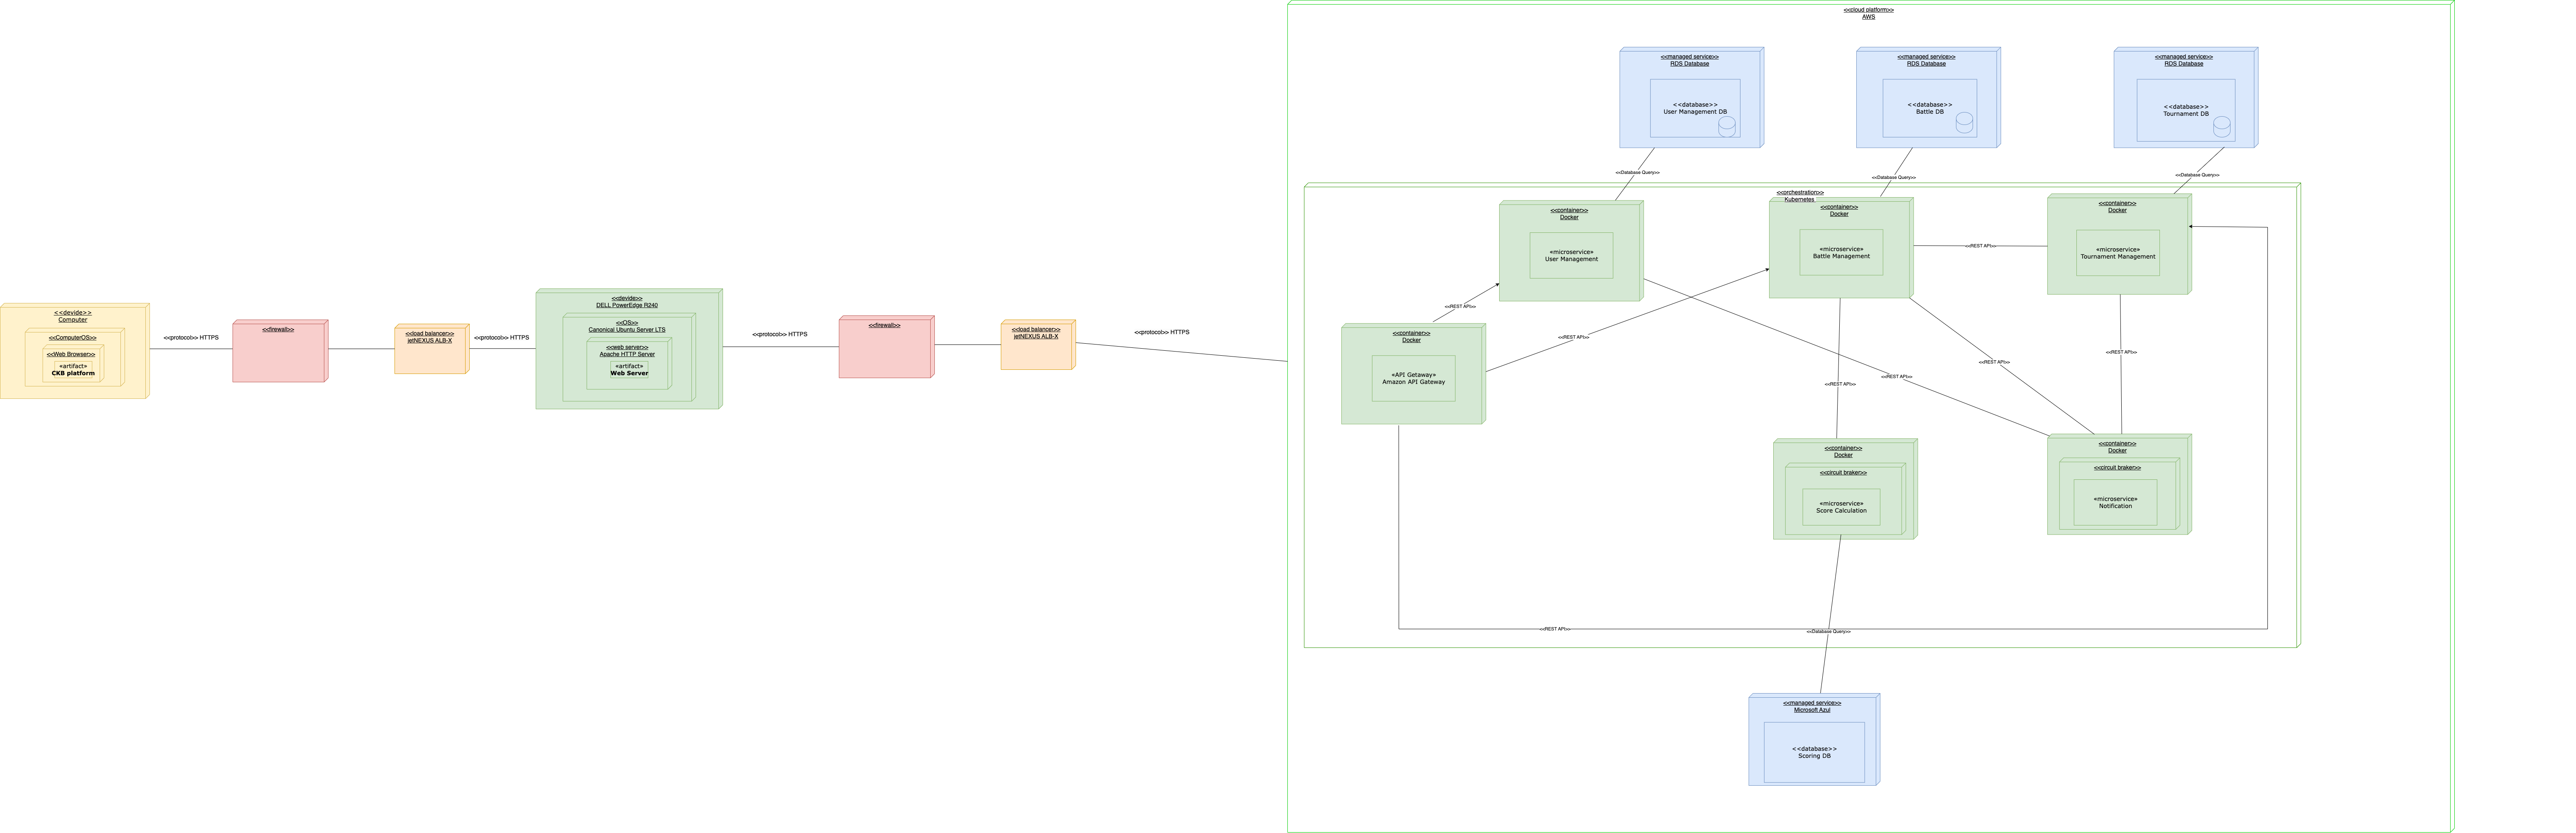 <<cloud platform>>
AWS
<<managed service>>
RDS Database
<<database>>
User Management DB
<<managed service>>
RDS Database
<<database>>
Battle DB
<<managed service>>
RDS Database
<<database>>
Tournament DB
<<Database Query>>
<<Database Query>>
<<Database Query>>
<<orchestration>>
Kubernetes
<<container>>
Docker
«microservice»
User Management
<<container>>
Docker
«microservice»
Battle Management
<<REST API>>
<<container>>
Docker
«microservice»
Tournament Management
<<devide>>
Computer
<<ComputerOS>>
<<Web Browser>>
«artifact»
CKB platform
<<protocol>> HTTPS
<<firewall>>
<<load balancer>>
jetNEXUS ALB-X
<<protocol>> HTTPS
<<devide>>
DELL PowerEdge R240
<<OS>>
Canonical Ubuntu Server LTS
<<web server>>
Apache HTTP Server
«artifact»
Web Server
<<protocol>> HTTPS
<<firewall>>
<<load balancer>>
jetNEXUS ALB-X
<<protocol>> HTTPS
<<REST API>>
<<container>>
Docker
«API Getaway»
Amazon API Gateway
<<REST API>>
<<REST API>>
<<REST API>>
<<REST API>>
<<REST API>>
<<container>>
Docker
<<circuit braker>>
«microservice»
Score Calculation
<<container>>
Docker
<<circuit braker>>
«microservice»
Notification
<<REST API>>
<<Database Query>>
<<managed service>>
Microsoft Azul
<<database>>
Scoring DB